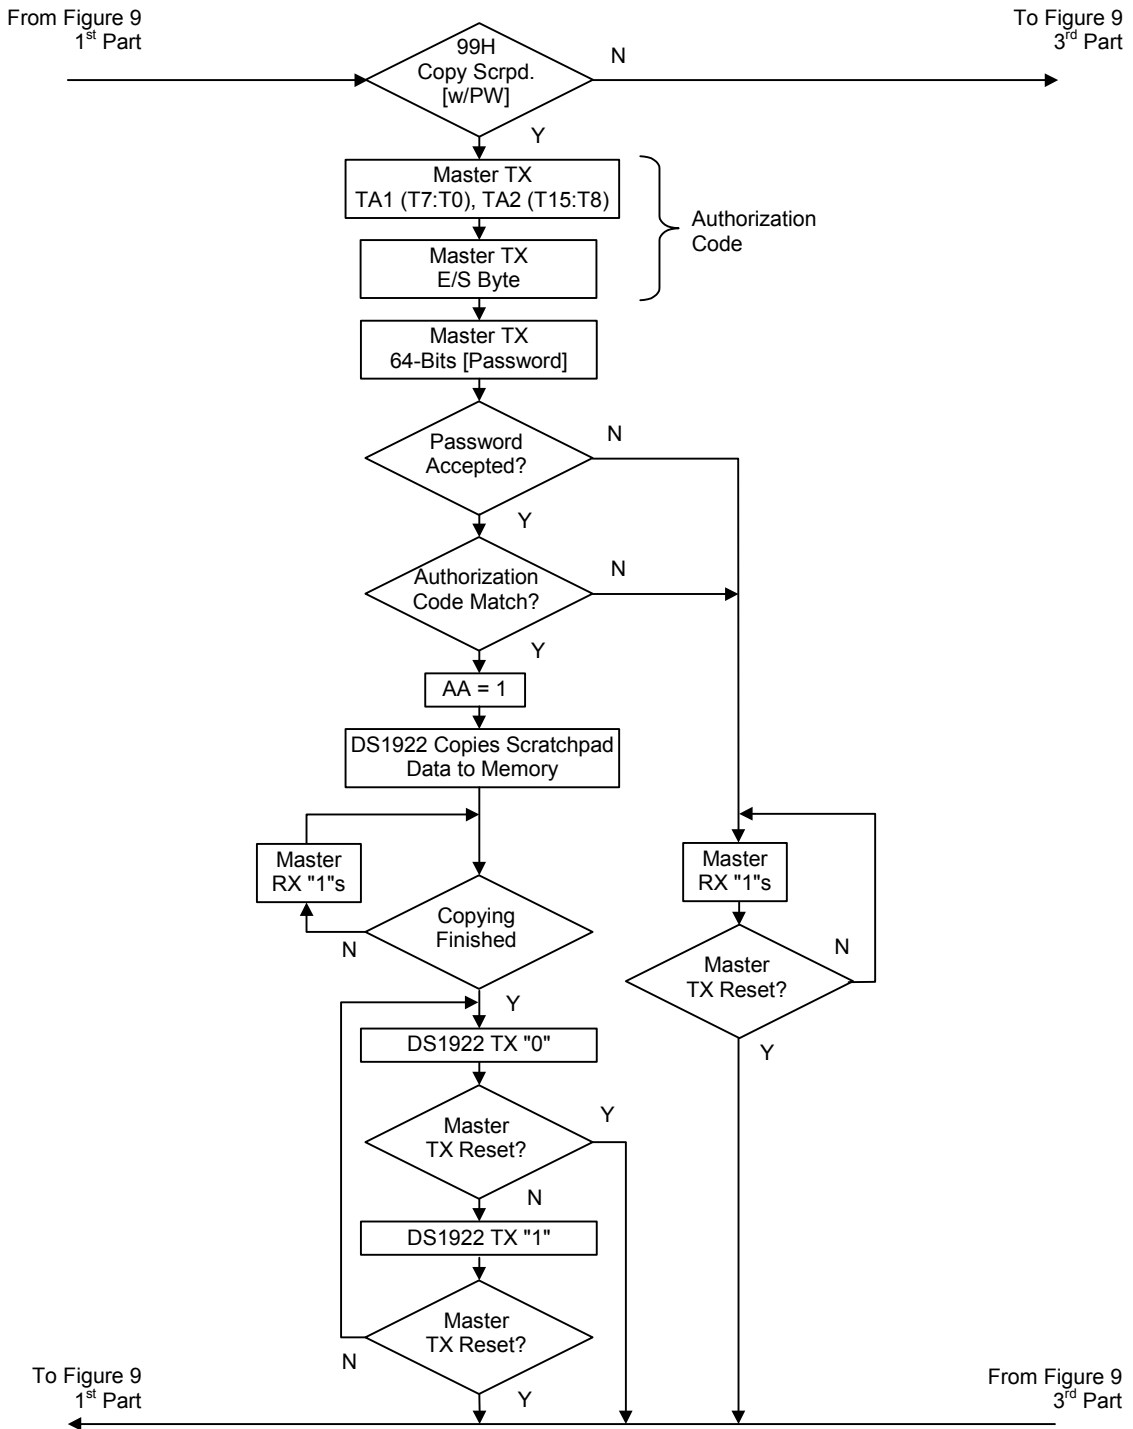 From Figure 9
1st Part
To Figure 9
3rd Part
99H
Copy Scrpd.
[w/PW]
N
Y
Master TX
TA1 (T7:T0), TA2 (T15:T8)
Authorization
Code
Master TX
E/S Byte
Master TX
64-Bits [Password]
Password
Accepted?
N
Y
Authorization
Code Match?
N
Y
AA = 1
DS1922 Copies Scratchpad
Data to Memory
Master
RX "1"s
Copying
Finished
N
Y
Master
RX "1"s
Master
TX Reset?
N
Y
DS1922 TX "0"
Master
TX Reset?
Y
N
DS1922 TX "1"
Master
TX Reset?
N
Y
To Figure 9
1st Part
From Figure 9
3rd Part